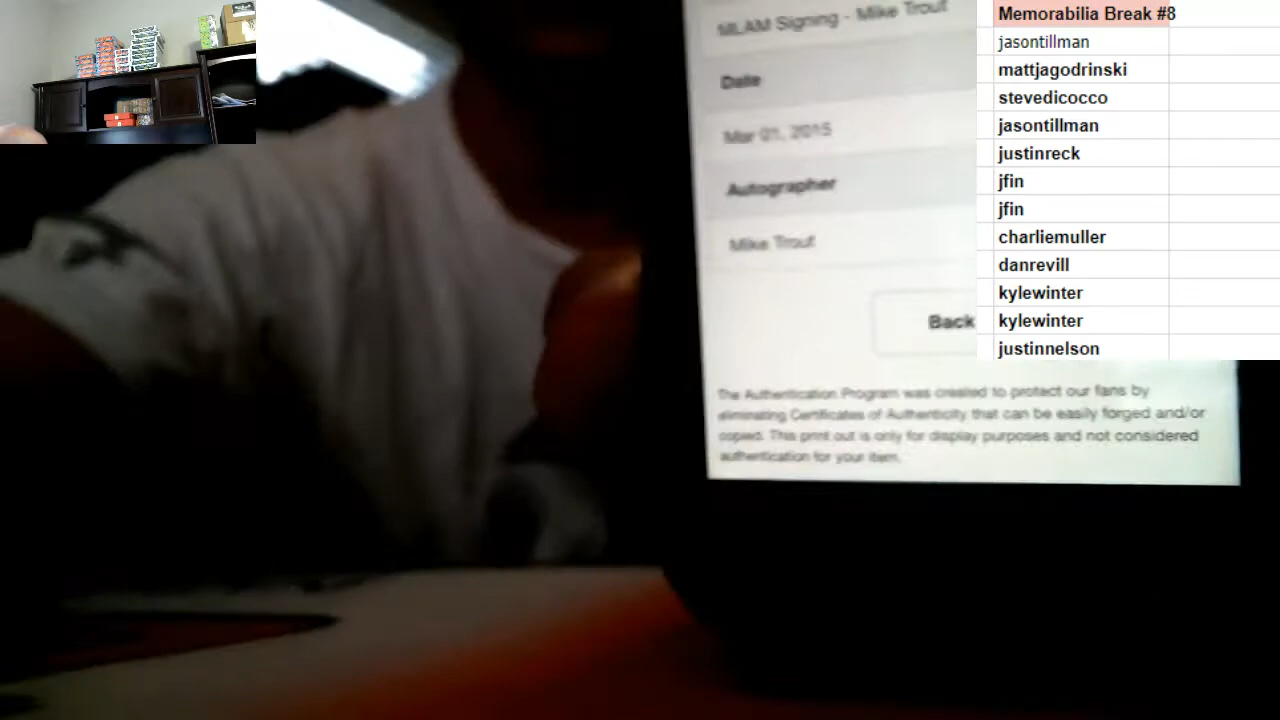 MLAM Signing - Mike Trout
Date
Mar 01, 2015
Autographer
Mike Trout
Back
The Authentication Program was created to protect our fans by
eliminating Certificates of Authenticity that can be easily forged and/or
copied. This print out is only for display purposes and not considered
authentication for your item.
Memorabilia Break #8
jasontillman
mattjagodrinski
stevedicocco
jasontillman
justinreck
jfin
jfin
charliemuller
danrevill
kylewinter
kylewinter
justinnelson